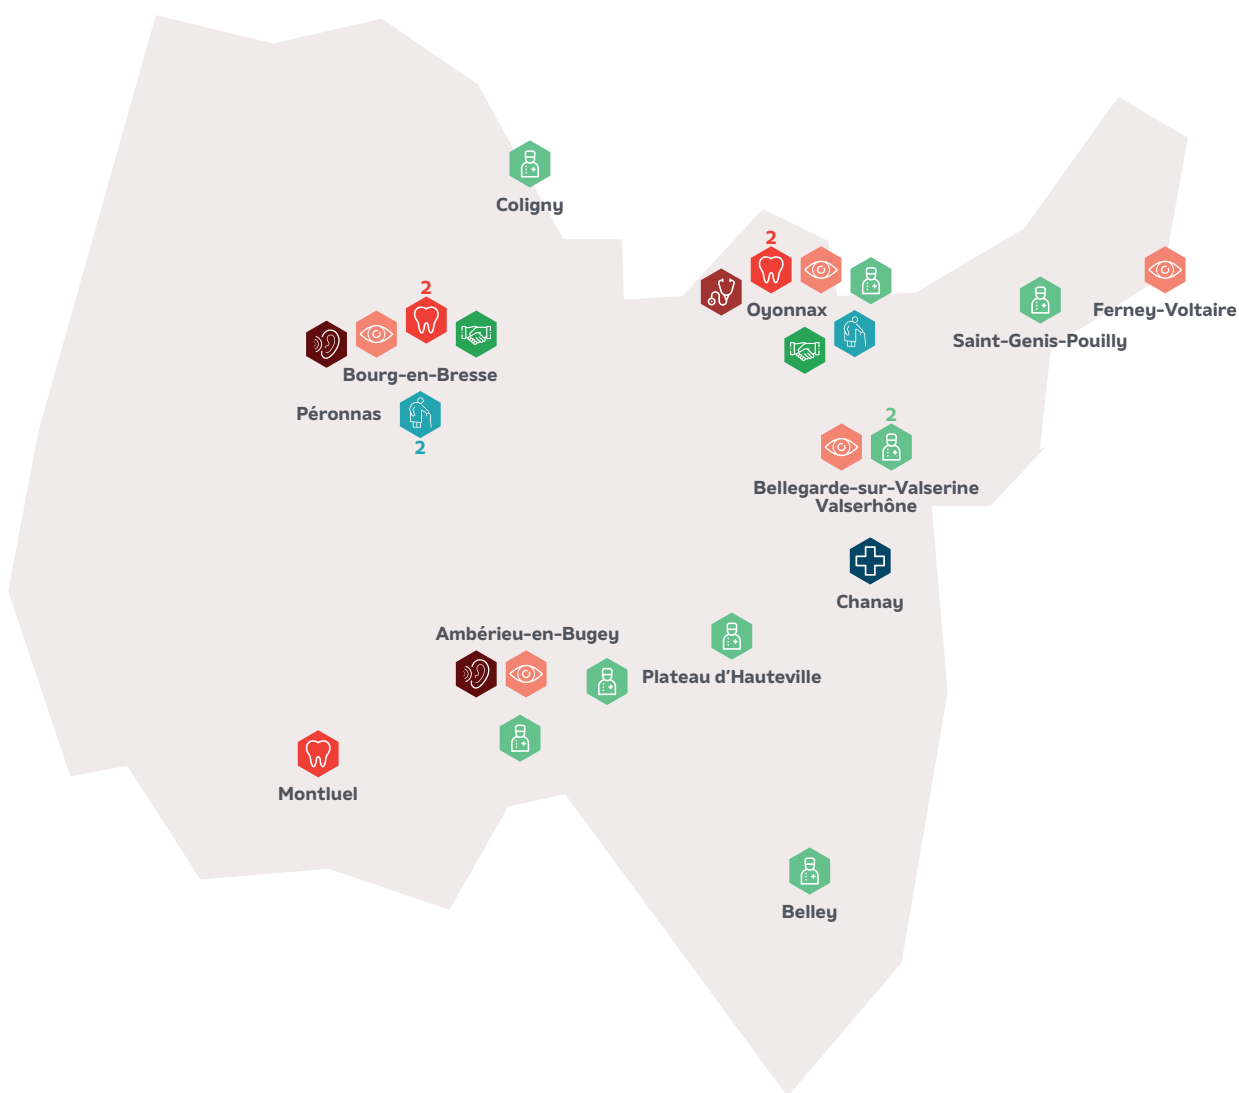 Coligny
2
Oyonnax
Ferney-Voltaire
Saint-Genis-Pouilly
2
Bourg-en-Bresse
Péronnas
2
2
Bellegarde-sur-Valserine
Valserhône
Chanay
Ambérieu-en-Bugey
Plateau d'Hauteville
Montluel
Belley